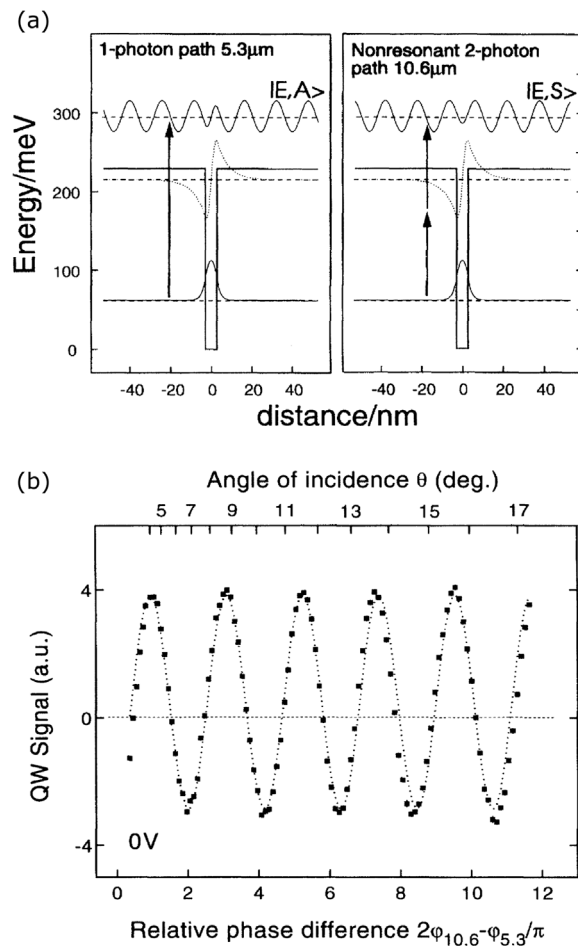 (a)
1-photon path 5.3μm
|E,A>
Nonresonant 2-photon
path 10.6μm
|E,S>
Energy/meV
300
200
100
0
-40 -20 0 20 40
-40 -20 0 20 40
distance/nm
(b)
Angle of incidence θ (deg.)
5 7 9 11 13 15 17
QW Signal (a.u.)
4
0
-4
0V
0 2 4 6 8 10 12
Relative phase difference 2φ10.6-φ5.3/π